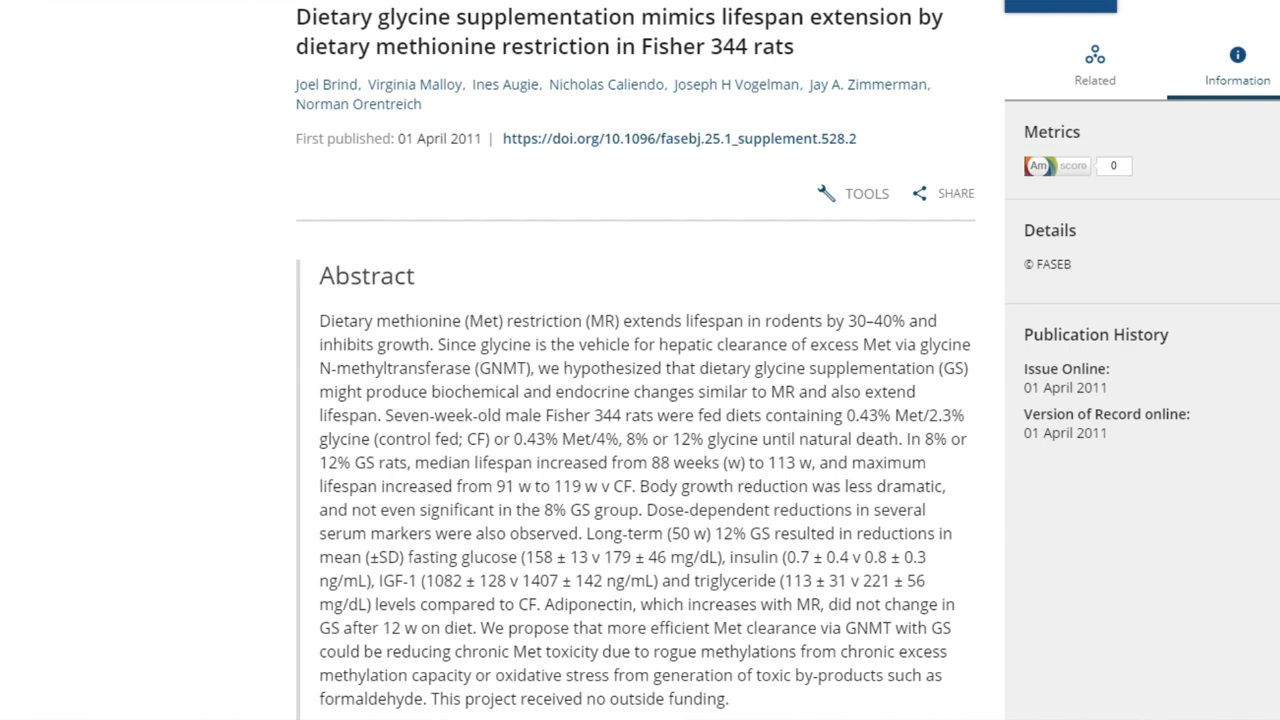 Dietary glycine supplementation mimics lifespan extension by
dietary methionine restriction in Fisher 344 rats
Joel Brind, Virginia Malloy, Ines Augie, Nicholas Caliendo, Joseph H Vogelman, Jay A. Zimmerman,
Norman Orentreich
First published: 01 April 2011 | https://doi.org/10.1096/fasebj.25.1_supplement.528.2
TOOLS SHARE
Abstract
Dietary methionine (Met) restriction (MR) extends lifespan in rodents by 30–40% and
inhibits growth. Since glycine is the vehicle for hepatic clearance of excess Met via glycine
N-methyltransferase (GNMT), we hypothesized that dietary glycine supplementation (GS)
might produce biochemical and endocrine changes similar to MR and also extend
lifespan. Seven-week-old male Fisher 344 rats were fed diets containing 0.43% Met/2.3%
glycine (control fed; CF) or 0.43% Met/4%, 8% or 12% glycine until natural death. In 8% or
12% GS rats, median lifespan increased from 88 weeks (w) to 113 w, and maximum
lifespan increased from 91 w to 119 w v CF. Body growth reduction was less dramatic,
and not even significant in the 8% GS group. Dose-dependent reductions in several
serum markers were also observed. Long-term (50 w) 12% GS resulted in reductions in
mean (±SD) fasting glucose (158 ± 13 v 179 ± 46 mg/dL), insulin (0.7 ± 0.4 v 0.8 ± 0.3
ng/mL), IGF-1 (1082 ± 128 v 1407 ± 142 ng/mL) and triglyceride (113 ± 31 v 221 ± 56
mg/dL) levels compared to CF. Adiponectin, which increases with MR, did not change in
GS after 12 w on diet. We propose that more efficient Met clearance via GNMT with GS
could be reducing chronic Met toxicity due to rogue methylations from chronic excess
methylation capacity or oxidative stress from generation of toxic by-products such as
formaldehyde. This project received no outside funding.
Related Information
Metrics
Am score 0
Details
© FASEB
Publication History
Issue Online:
01 April 2011
Version of Record online:
01 April 2011